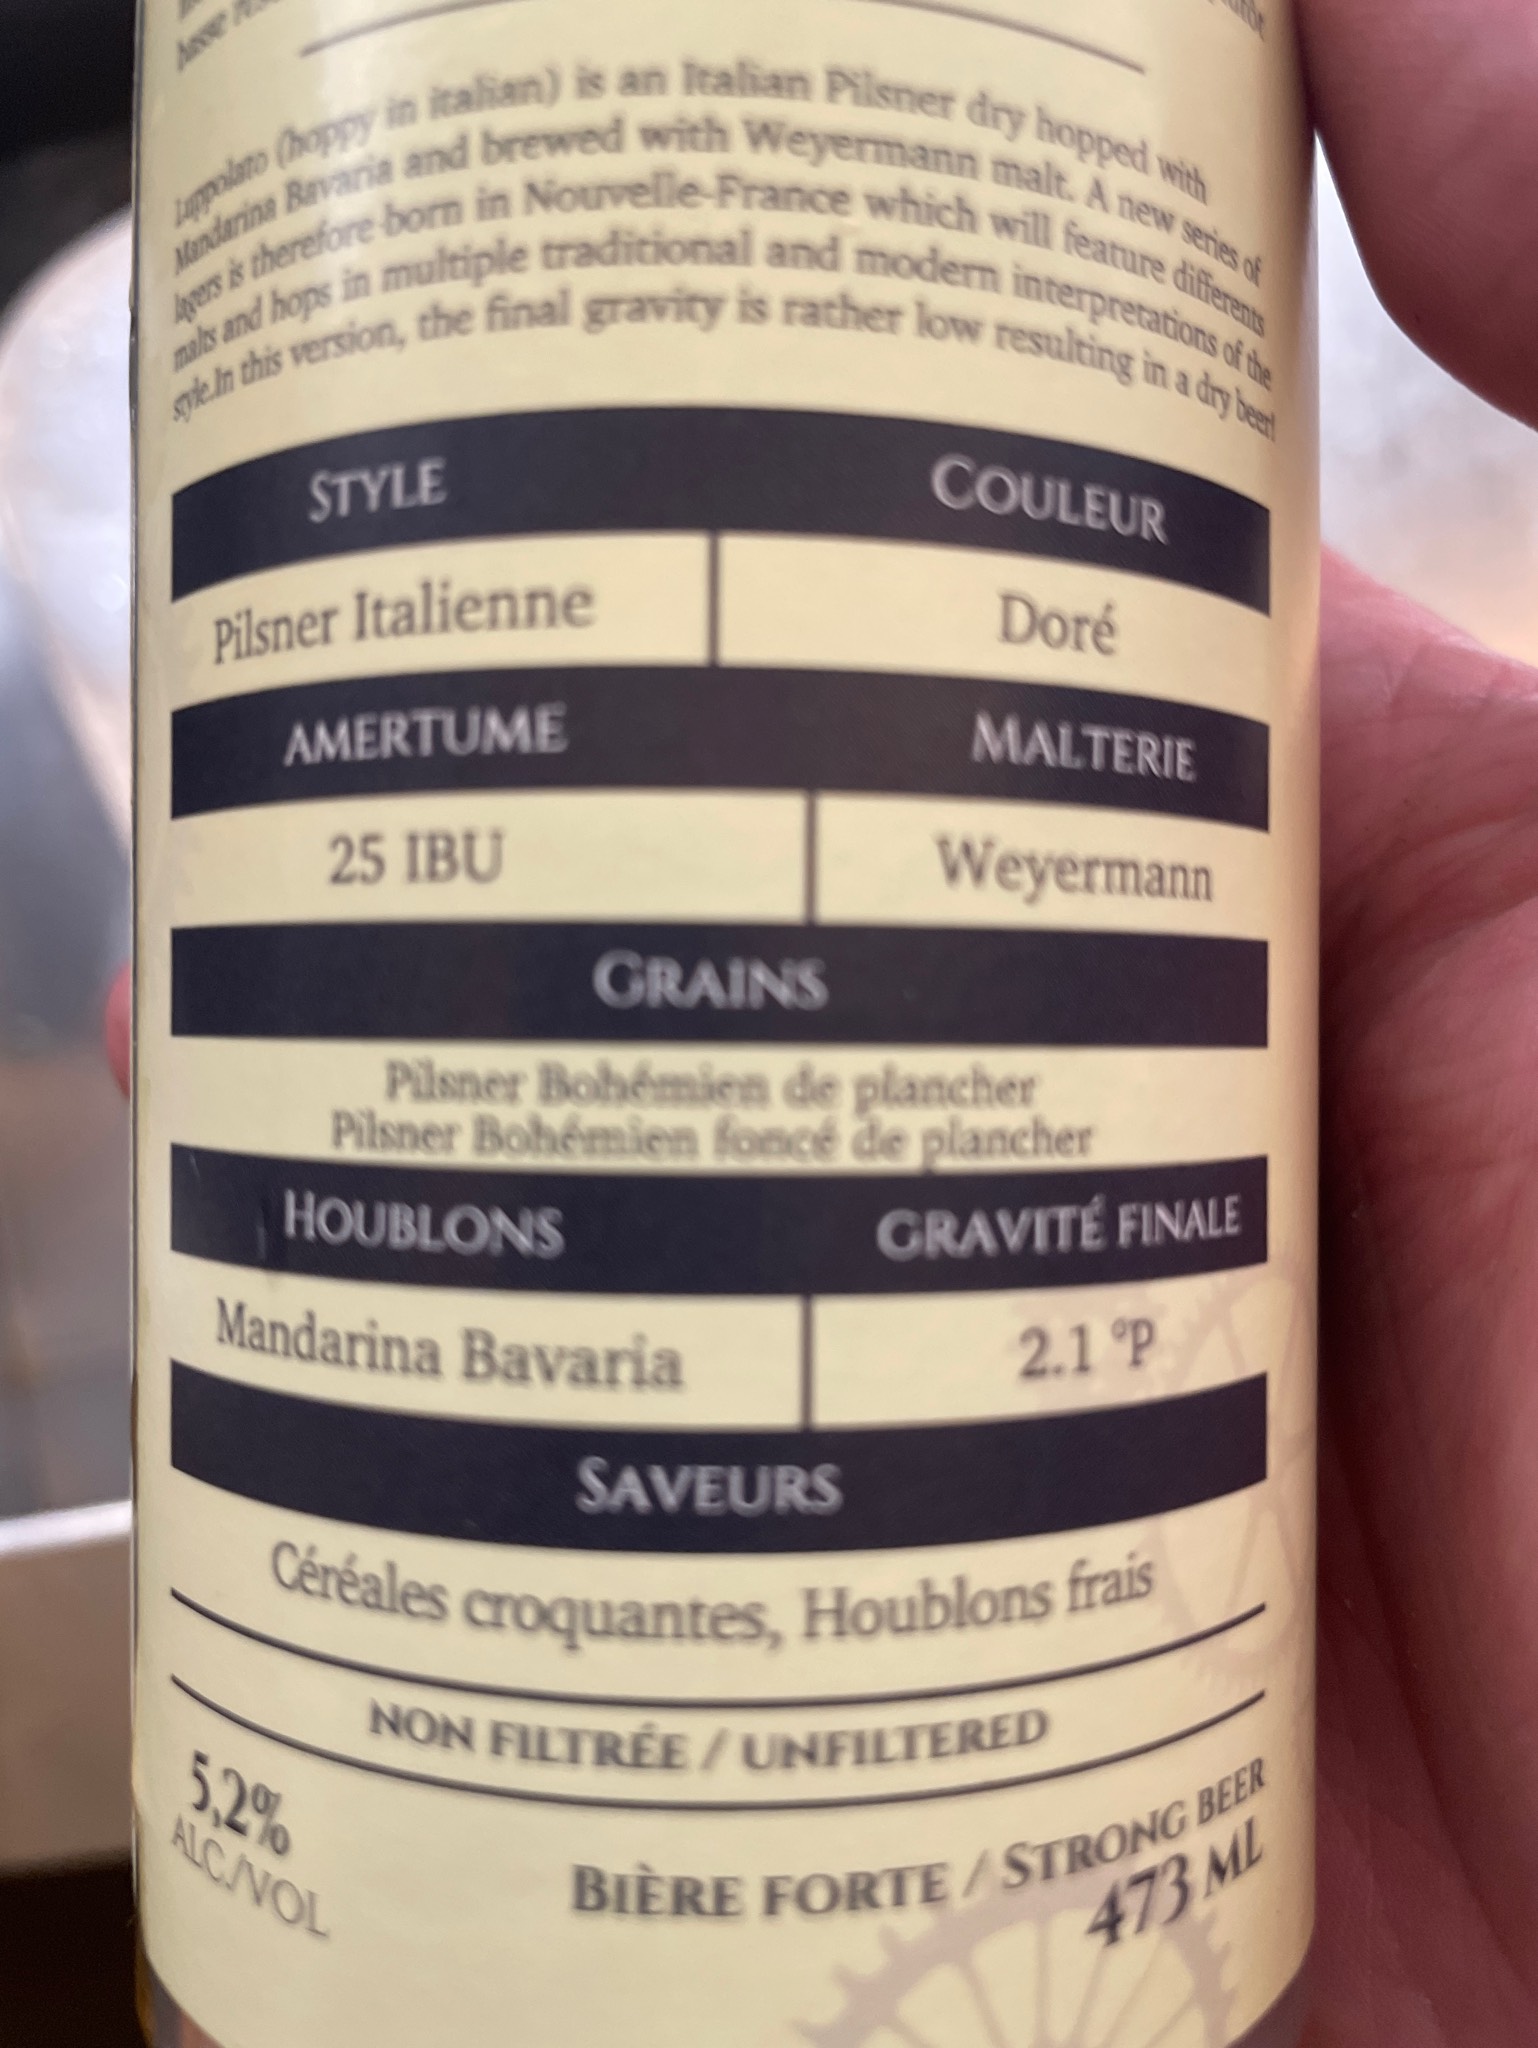 basse
Luppolato (hoppy in italian) is an Italian Pilsner dry hopped with
Mandarina Bavaria and brewed with Weyermann malt. A new series of
lagers is therefore born in Nouvelle-France which will feature differents
malts and hops in multiple traditional and modern interpretations of the
style.In this version, the final gravity is rather low resulting in a dry beer!
STYLE COULEUR
Pilsner Italienne Doré
AMERTUME MALTERIE
25 IBU Weyermann
GRAINS
Pilsner Bohémien de plancher
Pilsner Bohémien foncé de plancher
HOUBLONS GRAVITÉ FINALE
Mandarina Bavaria 2.1 °P
SAVEURS
Céréales croquantes, Houblons frais
NON FILTRÉE / UNFILTERED
5,2%
ALC./VOL
BIÈRE FORTE / STRONG BEER
473 ML